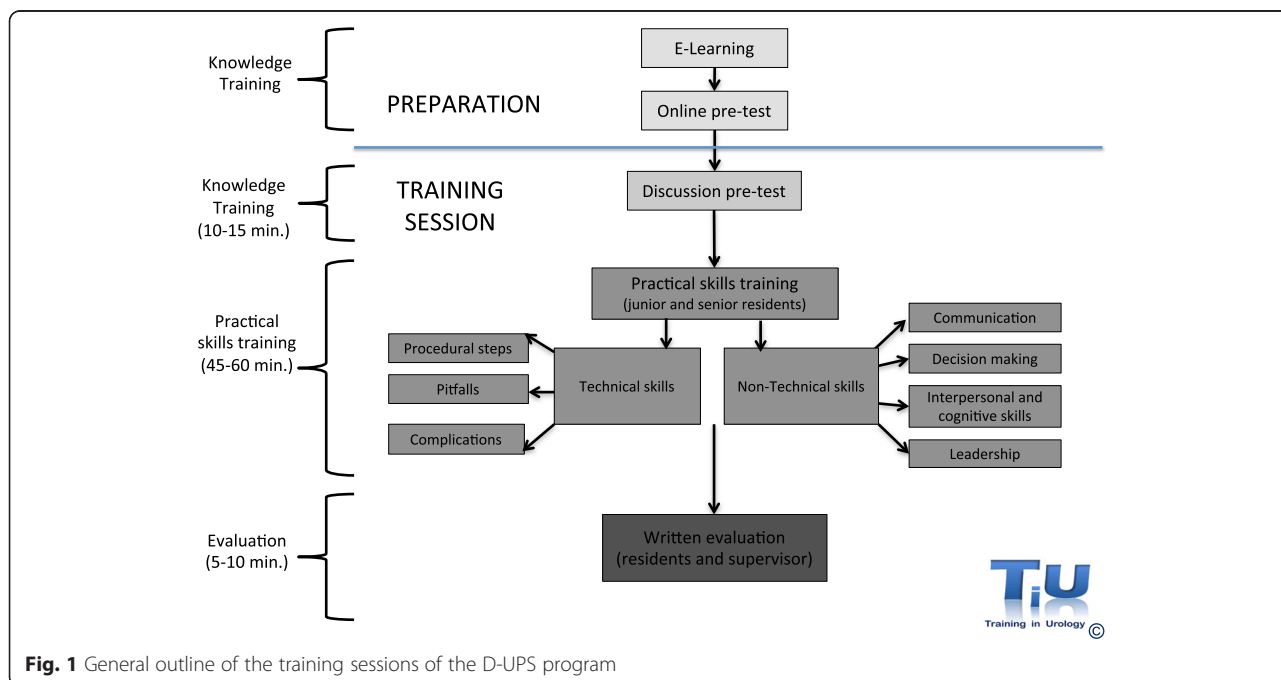 Knowledge
Training
PREPARATION
E-Learning
Online pre-test
Knowledge
Training
(10-15 min.)
TRAINING
SESSION
Discussion pre-test
Practical
skills training
(45-60 min.)
Practical skills training
(junior and senior residents)
Procedural steps
Pitfalls
Complications
Technical skills
Non-Technical skills
Communication
Decision making
Interpersonal and
cognitive skills
Leadership
Evaluation
(5-10 min.)
Written evaluation
(residents and supervisor)
TiU
Training in Urology ©
Fig. 1 General outline of the training sessions of the D-UPS program